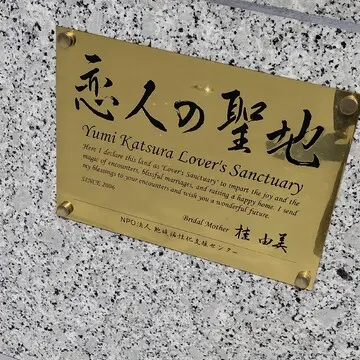 恋人の聖地
Yumi Katsura Lover's Sanctuary
Here I declare this land as "Lover's Sanctuary" to impart the joy and the
magic of encounters, blissful marriages, and raising a happy home. I send
my blessings to your encounters and wish you a wonderful future.
SINCE 2006
Bridal Mother 桂 由美
NPO法人 地域活性化支援センター